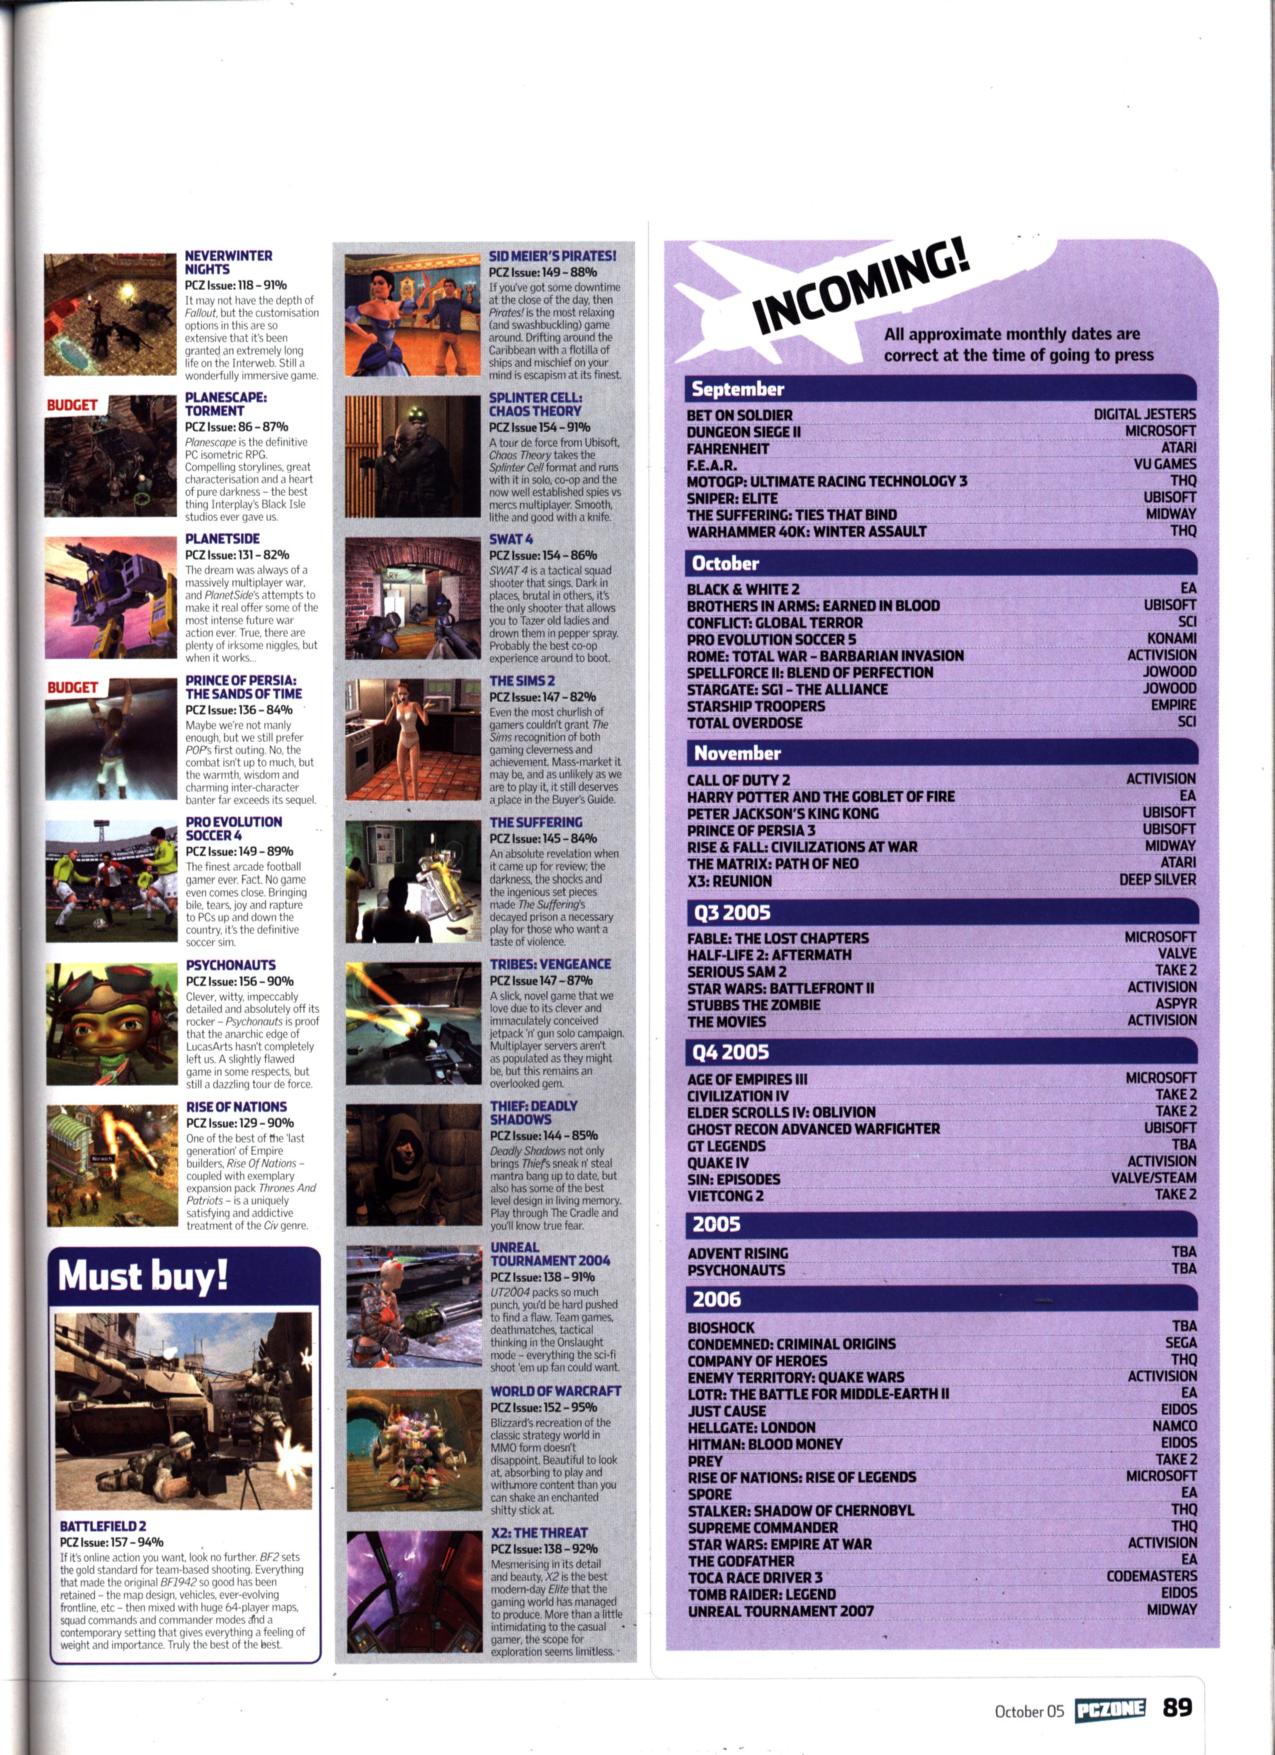 NEVERWINTER
NIGHTS
PCZ Issue: 118 – 91%
It may not have the depth of
Fallout, but the customisation
options in this are so
extensive that it's been
granted an extremely long
life on the Interweb. Still a
wonderfully immersive game.
BUDGET
PLANESCAPE:
TORMENT
PCZ Issue: 86 – 87%
Planescape is the definitive
PC isometric RPG.
Compelling storylines, great
characterisation and a heart
of pure darkness – the best
thing Interplay's Black Isle
studios ever gave us.
PLANETSIDE
PCZ Issue: 131 – 82%
The dream was always of a
massively multiplayer war,
and PlanetSide's attempts to
make it real offer some of the
most intense future war
action ever. True, there are
plenty of irksome niggles, but
when it works...
BUDGET
PRINCE OF PERSIA:
THE SANDS OF TIME
PCZ Issue: 136 – 84%
Maybe we're not manly
enough, but we still prefer
POP's first outing. No, the
combat isn't up to much, but
the warmth, wisdom and
charming inter-character
banter far exceeds its sequel.
PRO EVOLUTION
SOCCER 4
PCZ Issue: 149 – 89%
The finest arcade football
gamer ever. Fact. No game
even comes close. Bringing
bile, tears, joy and rapture
to PCs up and down the
country, it's the definitive
soccer sim.
PSYCHONAUTS
PCZ Issue: 156 – 90%
Clever, witty, impeccably
detailed and absolutely off its
rocker – Psychonauts is proof
that the anarchic edge of
LucasArts hasn't completely
left us. A slightly flawed
game in some respects, but
still a dazzling tour de force.
RISE OF NATIONS
PCZ Issue: 129 – 90%
One of the best of the 'last
generation' of Empire
builders, Rise Of Nations –
coupled with exemplary
expansion pack Thrones And
Patriots – is a uniquely
satisfying and addictive
treatment of the Civ genre.
Must buy!
BATTLEFIELD 2
PCZ Issue: 157 – 94%
If it's online action you want, look no further. BF2 sets
the gold standard for team-based shooting. Everything
that made the original BF1942 so good has been
retained – the map design, vehicles, ever-evolving
frontline, etc – then mixed with huge 64-player maps,
squad commands and commander modes and a
contemporary setting that gives everything a feeling of
weight and importance. Truly the best of the best.
SID MEIER'S PIRATES!
PCZ Issue: 149 – 88%
If you've got some downtime
at the close of the day, then
Pirates! is the most relaxing
(and swashbuckling) game
around. Drifting around the
Caribbean with a flotilla of
ships and mischief on your
mind is escapism at its finest.
SPLINTER CELL:
CHAOS THEORY
PCZ Issue 154 – 91%
A tour de force from Ubisoft,
Chaos Theory takes the
Splinter Cell format and runs
with it in solo, co-op and the
now well established spies vs
mercs multiplayer. Smooth,
lithe and good with a knife.
SWAT 4
PCZ Issue: 154 – 86%
SWAT 4 is a tactical squad
shooter that sings. Dark in
places, brutal in others, it's
the only shooter that allows
you to Tazer old ladies and
drown them in pepper spray.
Probably the best co-op
experience around to boot.
THE SIMS 2
PCZ Issue: 147 – 82%
Even the most churlish of
gamers couldn't grant The
Sims recognition of both
gaming cleverness and
achievement. Mass-market it
may be, and as unlikely as we
are to play it, it still deserves
a place in the Buyer's Guide.
THE SUFFERING
PCZ Issue: 145 – 84%
An absolute revelation when
it came up for review; the
darkness, the shocks and
the ingenious set pieces
made The Suffering's
decayed prison a necessary
play for those who want a
taste of violence.
TRIBES: VENGEANCE
PCZ Issue 147 – 87%
A slick, novel game that we
love due to its clever and
immaculately conceived
jetpack 'n' gun solo campaign.
Multiplayer servers aren't
as populated as they might
be, but this remains an
overlooked gem.
THIEF: DEADLY
SHADOWS
PCZ Issue: 144 – 85%
Deadly Shadows not only
brings Thief's sneak n' steal
mantra bang up to date, but
also has some of the best
level design in living memory.
Play through The Cradle and
you'll know true fear.
UNREAL
TOURNAMENT 2004
PCZ Issue: 138 – 91%
UT2004 packs so much
punch, you'd be hard pushed
to find a flaw. Team games,
deathmatches, tactical
thinking in the Onslaught
mode – everything the sci-fi
shoot 'em up fan could want.
WORLD OF WARCRAFT
PCZ Issue: 152 – 95%
Blizzard's recreation of the
classic strategy world in
MMO form doesn't
disappoint. Beautiful to look
at, absorbing to play and
with more content than you
can shake an enchanted
shitty stick at.
X2: THE THREAT
PCZ Issue: 138 – 92%
Mesmerising in its detail
and beauty, X2 is the best
modern-day Elite that the
gaming world has managed
to produce. More than a little
intimidating to the casual
gamer, the scope for
exploration seems limitless.
INCOMING!
All approximate monthly dates are
correct at the time of going to press
September
BET ON SOLDIER DIGITAL JESTERS
DUNGEON SIEGE II MICROSOFT
FAHRENHEIT ATARI
F.E.A.R. VU GAMES
MOTOGP: ULTIMATE RACING TECHNOLOGY 3 THQ
SNIPER: ELITE UBISOFT
THE SUFFERING: TIES THAT BIND MIDWAY
WARHAMMER 40K: WINTER ASSAULT THQ
October
BLACK & WHITE 2 EA
BROTHERS IN ARMS: EARNED IN BLOOD UBISOFT
CONFLICT: GLOBAL TERROR SCI
PRO EVOLUTION SOCCER 5 KONAMI
ROME: TOTAL WAR – BARBARIAN INVASION ACTIVISION
SPELLFORCE II: BLEND OF PERFECTION JOWOOD
STARGATE: SG1 – THE ALLIANCE JOWOOD
STARSHIP TROOPERS EMPIRE
TOTAL OVERDOSE SCI
November
CALL OF DUTY 2 ACTIVISION
HARRY POTTER AND THE GOBLET OF FIRE EA
PETER JACKSON'S KING KONG UBISOFT
PRINCE OF PERSIA 3 UBISOFT
RISE & FALL: CIVILIZATIONS AT WAR MIDWAY
THE MATRIX: PATH OF NEO ATARI
X3: REUNION DEEP SILVER
Q3 2005
FABLE: THE LOST CHAPTERS MICROSOFT
HALF-LIFE 2: AFTERMATH VALVE
SERIOUS SAM 2 TAKE 2
STAR WARS: BATTLEFRONT II ACTIVISION
STUBBS THE ZOMBIE ASPYR
THE MOVIES ACTIVISION
Q4 2005
AGE OF EMPIRES III MICROSOFT
CIVILIZATION IV TAKE 2
ELDER SCROLLS IV: OBLIVION TAKE 2
GHOST RECON ADVANCED WARFIGHTER UBISOFT
GT LEGENDS TBA
QUAKE IV ACTIVISION
SIN: EPISODES VALVE/STEAM
VIETCONG 2 TAKE 2
2005
ADVENT RISING TBA
PSYCHONAUTS TBA
2006
BIOSHOCK TBA
CONDEMNED: CRIMINAL ORIGINS SEGA
COMPANY OF HEROES THQ
ENEMY TERRITORY: QUAKE WARS ACTIVISION
LOTR: THE BATTLE FOR MIDDLE-EARTH II EA
JUST CAUSE EIDOS
HELLGATE: LONDON NAMCO
HITMAN: BLOOD MONEY EIDOS
PREY TAKE 2
RISE OF NATIONS: RISE OF LEGENDS MICROSOFT
SPORE EA
STALKER: SHADOW OF CHERNOBYL THQ
SUPREME COMMANDER THQ
STAR WARS: EMPIRE AT WAR ACTIVISION
THE GODFATHER EA
TOCA RACE DRIVER 3 CODEMASTERS
TOMB RAIDER: LEGEND EIDOS
UNREAL TOURNAMENT 2007 MIDWAY
October 05 PCZONE 89